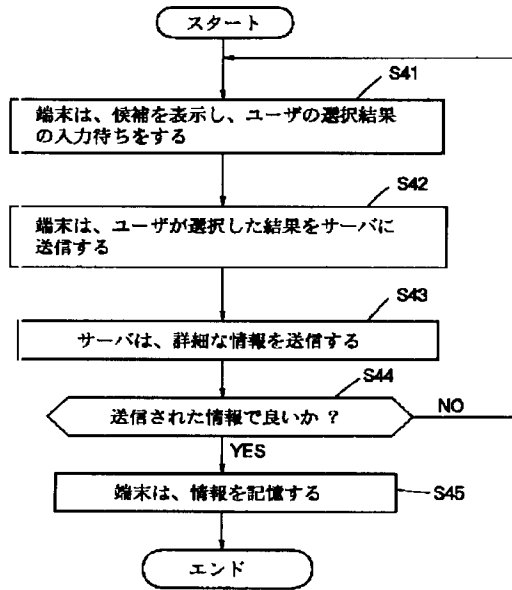 スタート
S41
端末は、候補を表示し、ユーザの選択結果
の入力待ちをする
S42
端末は、ユーザが選択した結果をサーバに
送信する
S43
サーバは、詳細な情報を送信する
S44
送信された情報で良いか ?
NO
YES
端末は、情報を記憶する
S45
エンド